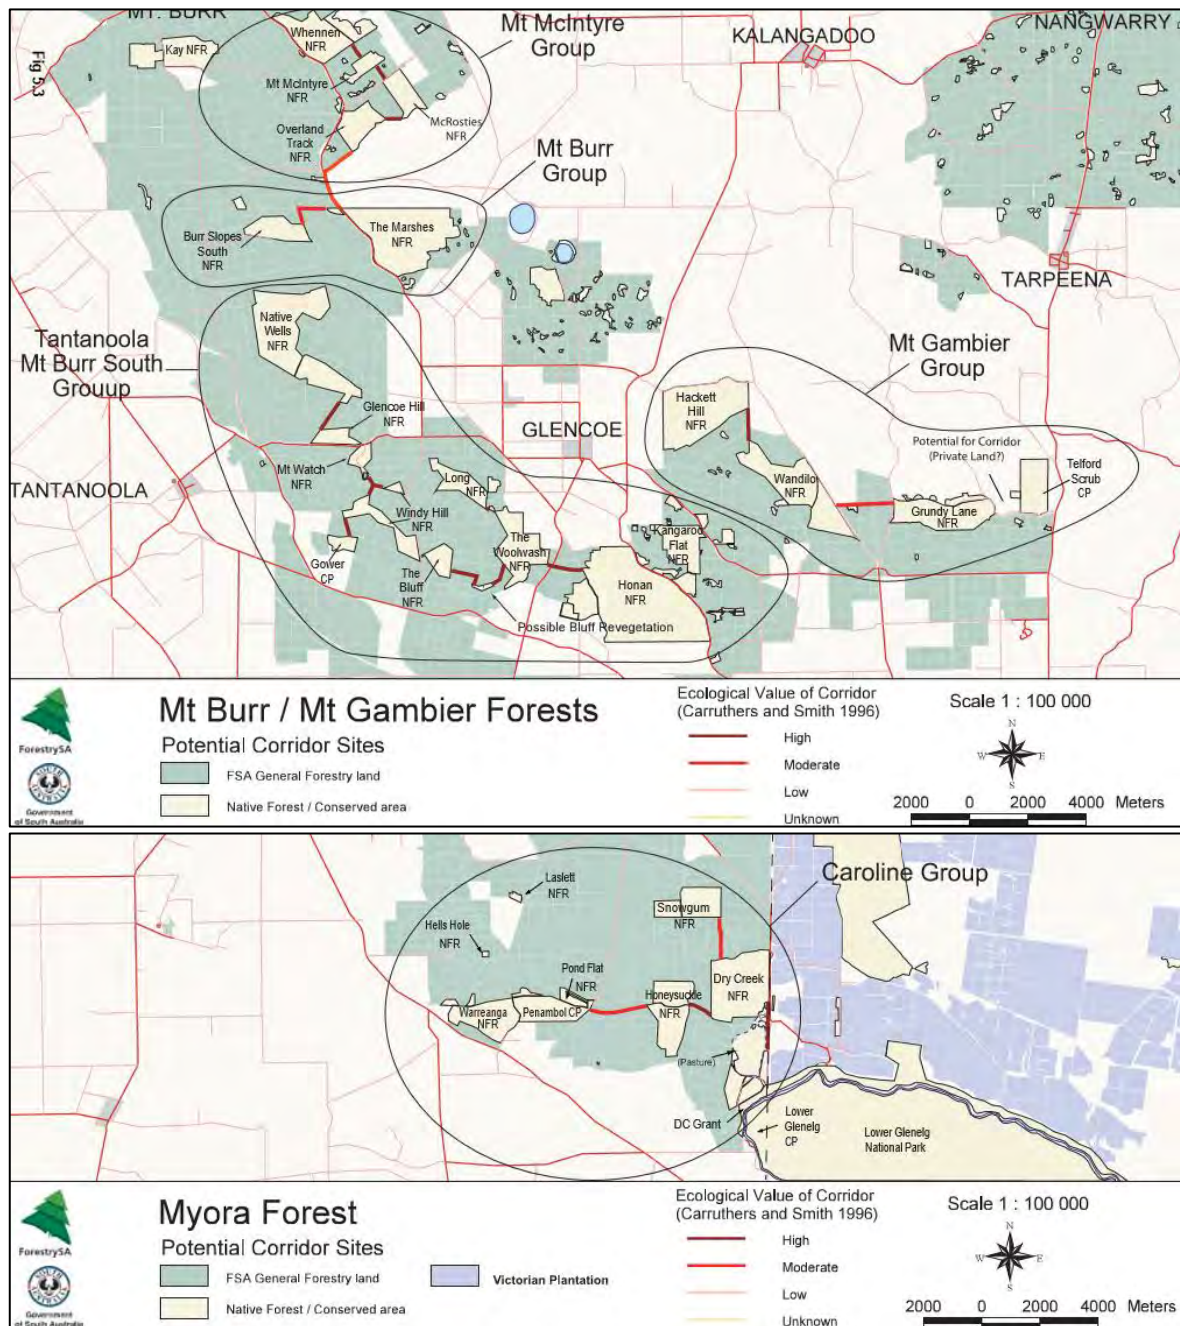 MT. BURR
Fig 5.3
Kay NFR
Whennen
NFR
Mt McIntyre
Group
KALANGADOO
NANGWARRY
Mt McIntyre
NFR
McRosties
NFR
Overland
Track
NFR
Mt Burr
Group
Burr Slopes
South
NFR
The Marshes
NFR
TARPEENA
Tantanoola
Mt Burr South
Grouup
Native
Wells
NFR
Mt Gambier
Group
Glencoe Hill
NFR
GLENCOE
Hackett
Hill
NFR
Potential for Corridor
(Private Land?)
Telford
Scrub
CP
TANTANOOLA
Mt Watch
NFR
Long
NFR
Wandilo
NFR
Grundy Lane
NFR
Windy Hill
NFR
The
Woolwash
NFR
Kangaroo
Flat
NFR
Gower
CP
The
Bluff
NFR
Honan
NFR
Possible Bluff Revegetation
ForestrySA
Government
of South Australia
Mt Burr / Mt Gambier Forests
Potential Corridor Sites
FSA General Forestry land
Native Forest / Conserved area
Ecological Value of Corridor
(Carruthers and Smith 1996)
High
Moderate
Low
Unknown
Scale 1 : 100 000
N
W E
S
2000 0 2000 4000 Meters
Caroline Group
Laslett
NFR
Hells Hole
NFR
Snowgum
NFR
Pond Flat
NFR
Dry Creek
NFR
Honeysuckle
NFR
Warreanga
NFR
Penambol CP
(Pasture)
DC Grant
Lower
Glenelg
CP
Lower Glenelg
National Park
ForestrySA
Government
of South Australia
Myora Forest
Potential Corridor Sites
FSA General Forestry land
Native Forest / Conserved area
Victorian Plantation
Ecological Value of Corridor
(Carruthers and Smith 1996)
High
Moderate
Low
Unknown
Scale 1 : 100 000
N
W E
S
2000 0 2000 4000 Meters